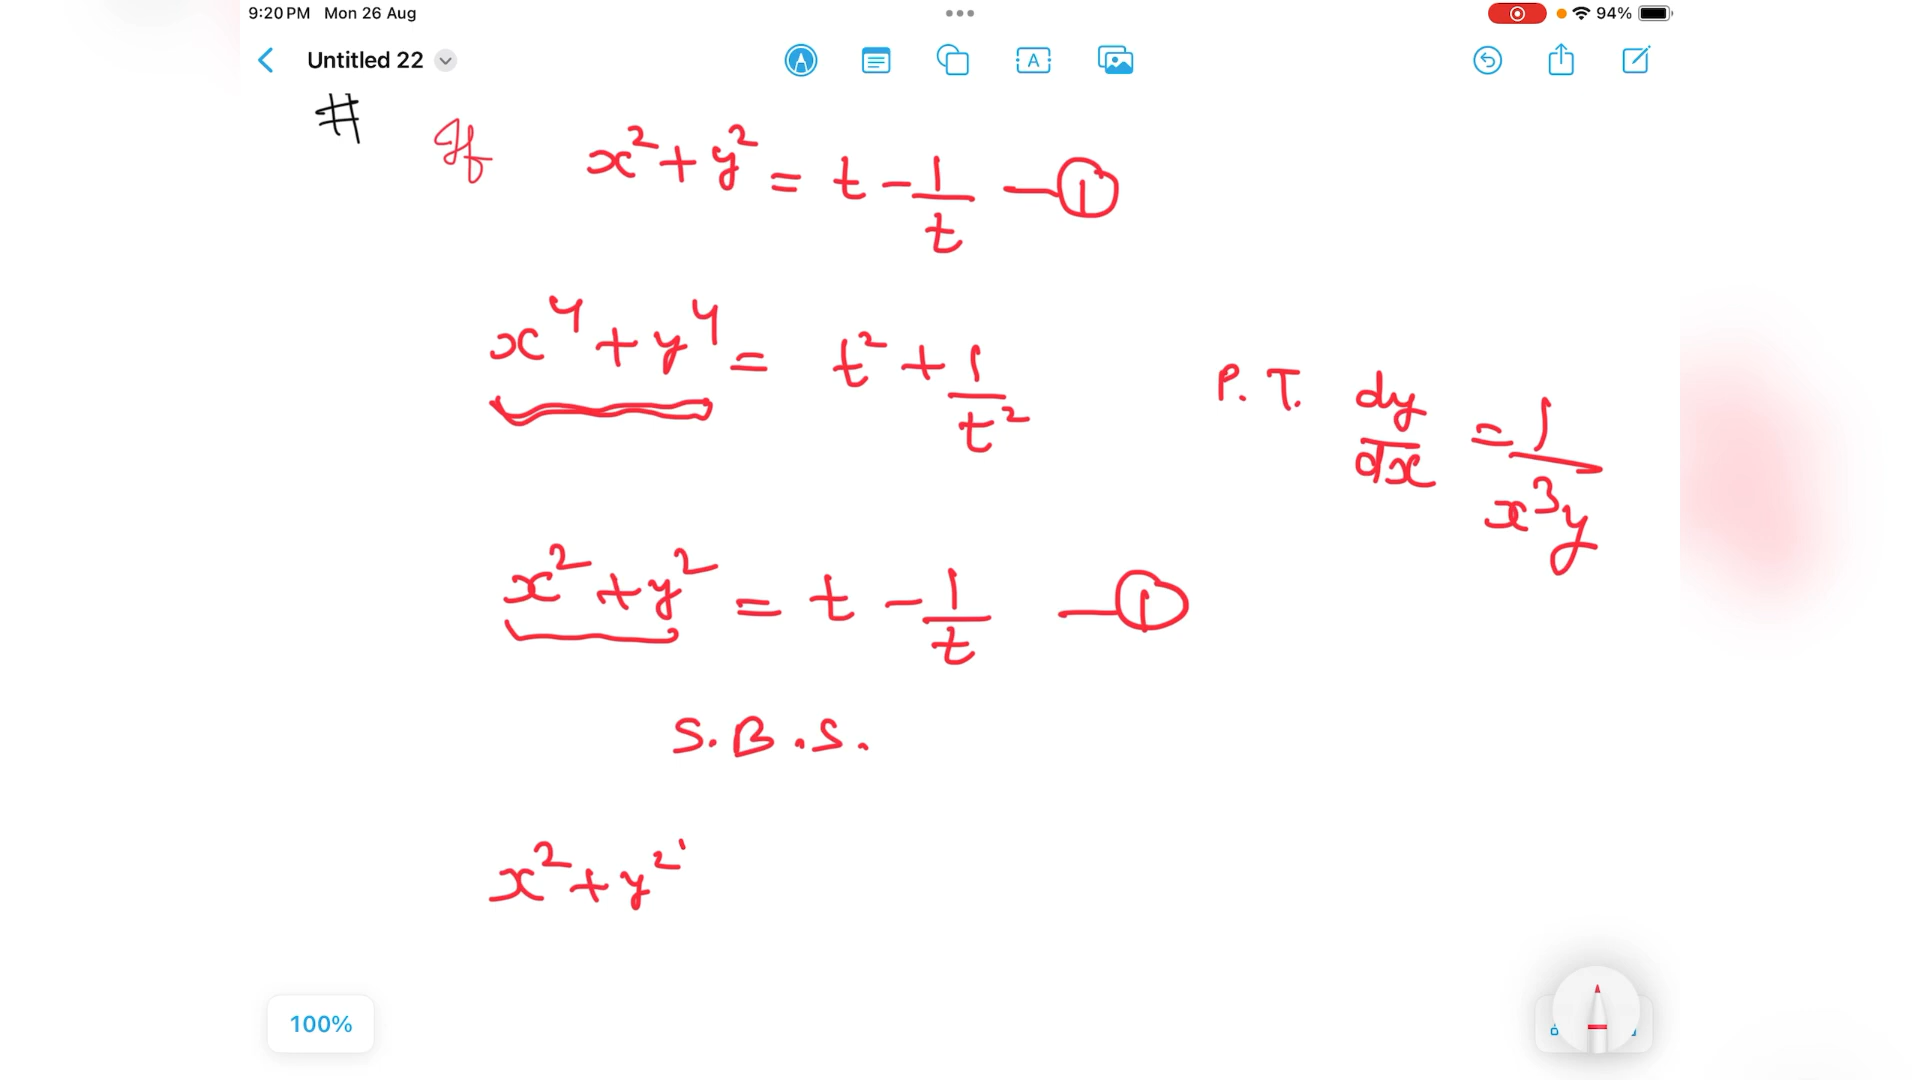 9:20 PM Mon 26 Aug
94%
Untitled 22
A
# If x² + y² = t - 1/t —①
x⁴ + y⁴ = t² + 1/t²
P.T. dy/dx = 1/x³y
x² + y² = t - 1/t —①
S.B.S.
x² + y²'
100%